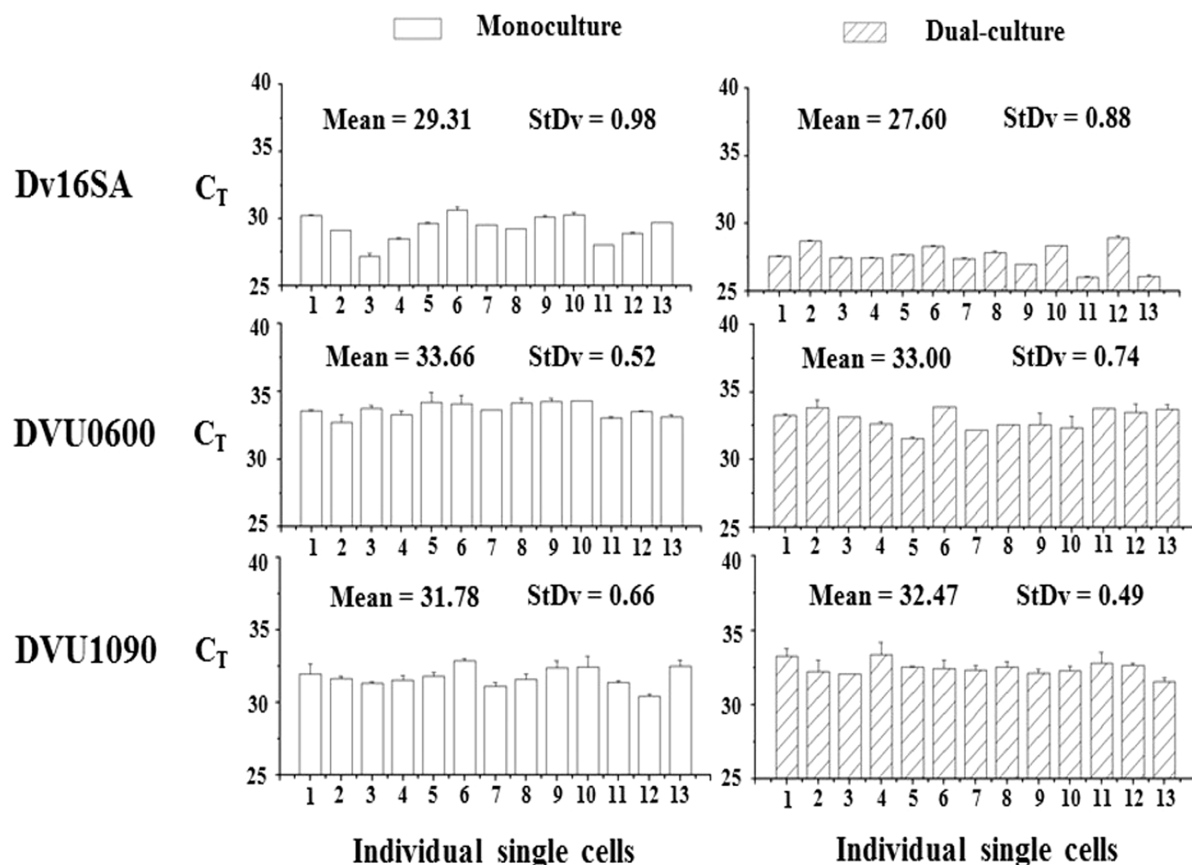 Monoculture
Dual-culture
Dv16SA
C_T
40
35
30
25
Mean = 29.31 StDv = 0.98
1 2 3 4 5 6 7 8 9 10 11 12 13
40
35
30
25
Mean = 27.60 StDv = 0.88
1 2 3 4 5 6 7 8 9 10 11 12 13
DVU0600
C_T
40
35
30
25
Mean = 33.66 StDv = 0.52
1 2 3 4 5 6 7 8 9 10 11 12 13
40
35
30
25
Mean = 33.00 StDv = 0.74
1 2 3 4 5 6 7 8 9 10 11 12 13
DVU1090
C_T
40
35
30
25
Mean = 31.78 StDv = 0.66
1 2 3 4 5 6 7 8 9 10 11 12 13
40
35
30
25
Mean = 32.47 StDv = 0.49
1 2 3 4 5 6 7 8 9 10 11 12 13
Individual single cells
Individual single cells